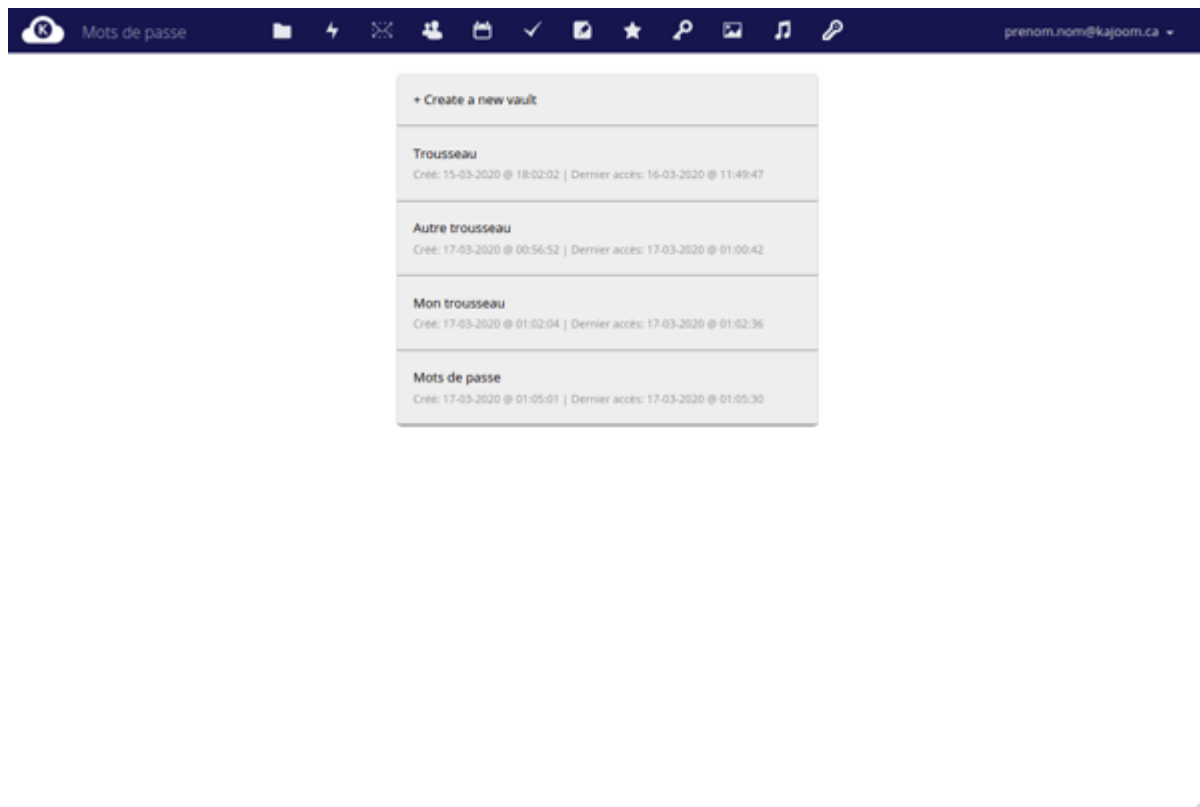 K
Mots de passe
prenom.nom@kajoom.ca
+ Create a new vault
Trousseau
Créé: 15-03-2020 @ 18:02:02 | Dernier accès: 16-03-2020 @ 11:49:47
Autre trousseau
Créé: 17-03-2020 @ 00:56:52 | Dernier accès: 17-03-2020 @ 01:00:42
Mon trousseau
Créé: 17-03-2020 @ 01:02:04 | Dernier accès: 17-03-2020 @ 01:02:36
Mots de passe
Créé: 17-03-2020 @ 01:05:01 | Dernier accès: 17-03-2020 @ 01:05:30